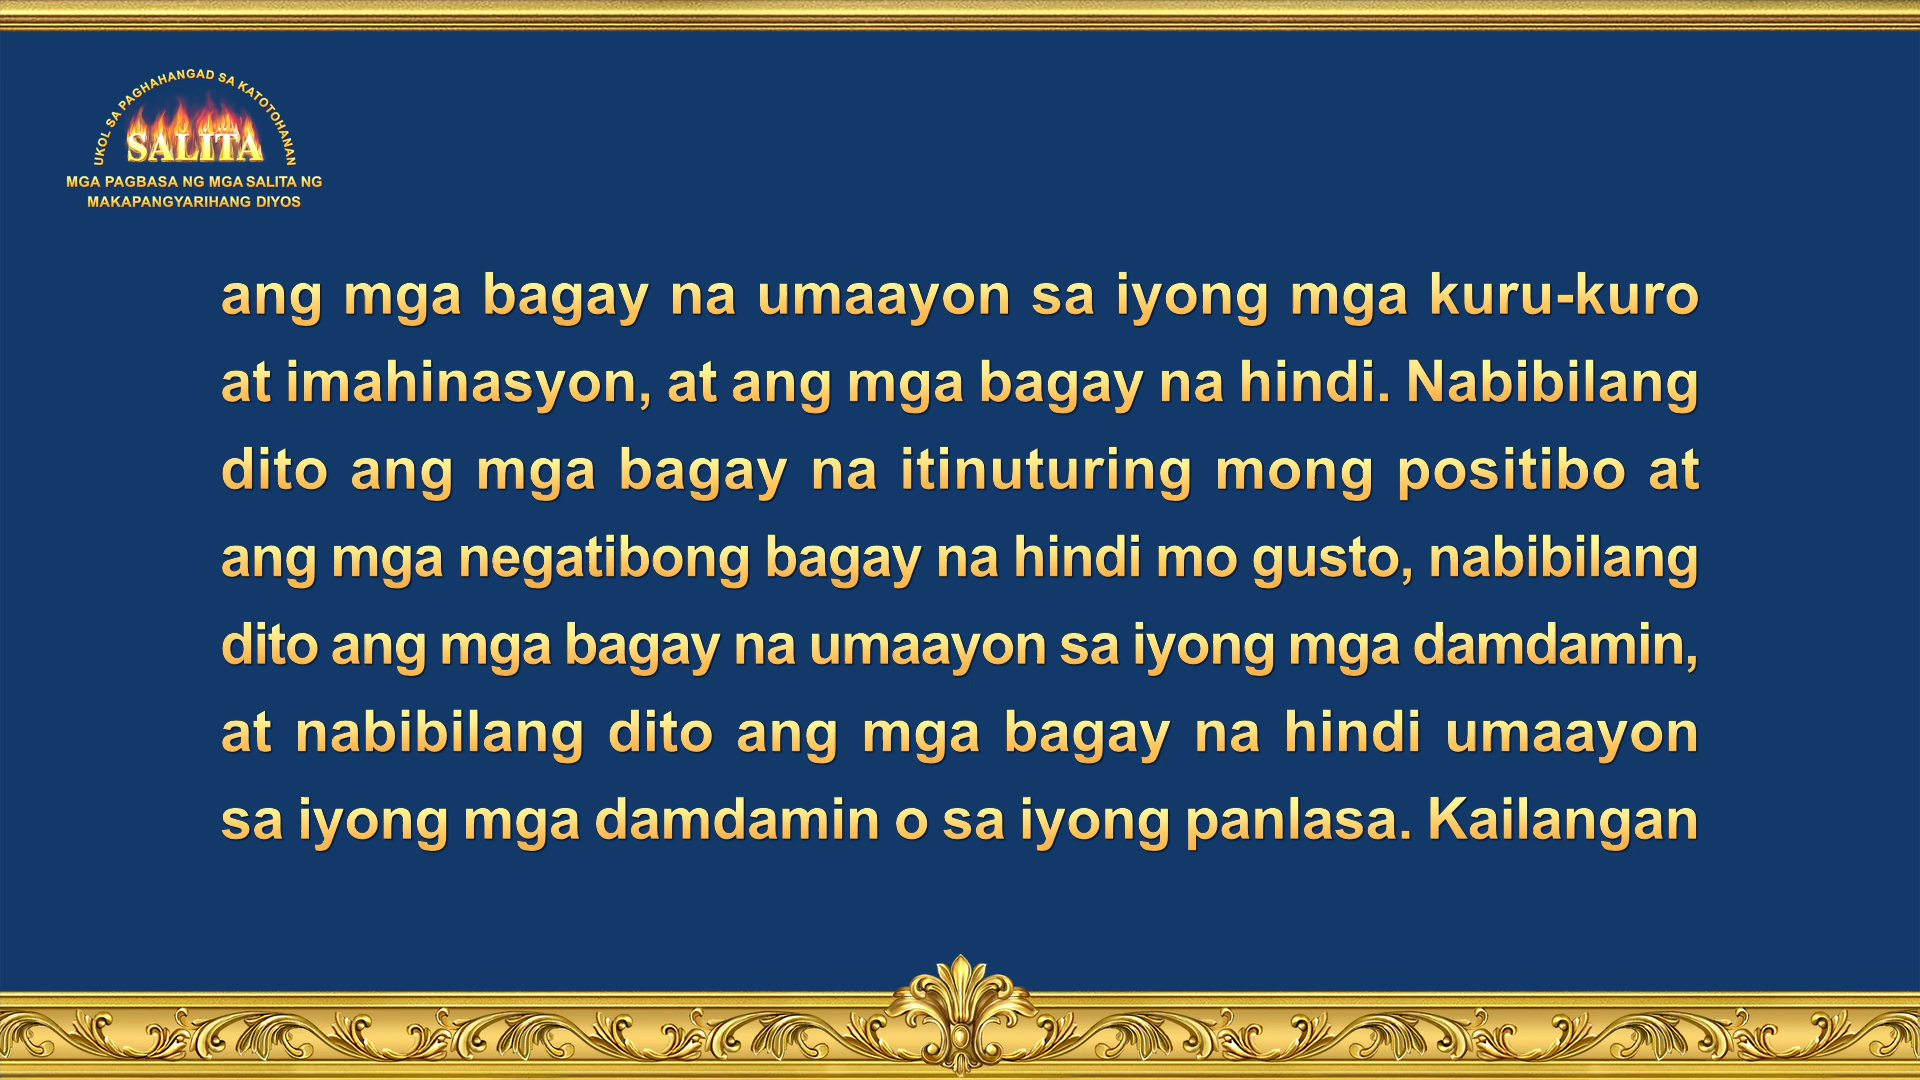 UKOL SA PAGHAHANGAD SA KATOTOHANAN
SALITA
MGA PAGBASA NG MGA SALITA NG
MAKAPANGYARIHANG DIYOS
ang mga bagay na umaayon sa iyong mga kuru-kuro
at imahinasyon, at ang mga bagay na hindi. Nabibilang
dito ang mga bagay na itinuturing mong positibo at
ang mga negatibong bagay na hindi mo gusto, nabibilang
dito ang mga bagay na umaayon sa iyong mga damdamin,
at nabibilang dito ang mga bagay na hindi umaayon
sa iyong mga damdamin o sa iyong panlasa. Kailangan